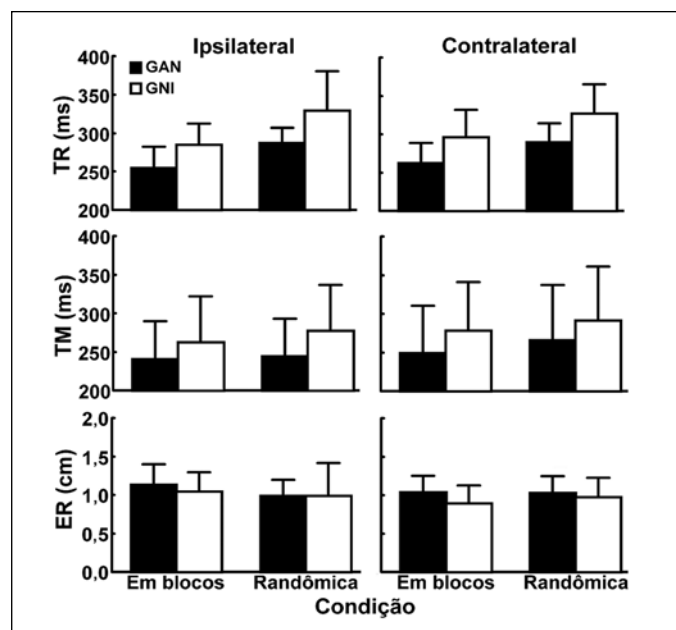 Ipsilateral
Contralateral
GAN
GNI
TR (ms)
400
350
300
250
200
TM (ms)
400
350
300
250
200
ER (cm)
2.0
1.5
1.0
0.5
0.0
Em blocos Randômica Em blocos Randômica
Condição